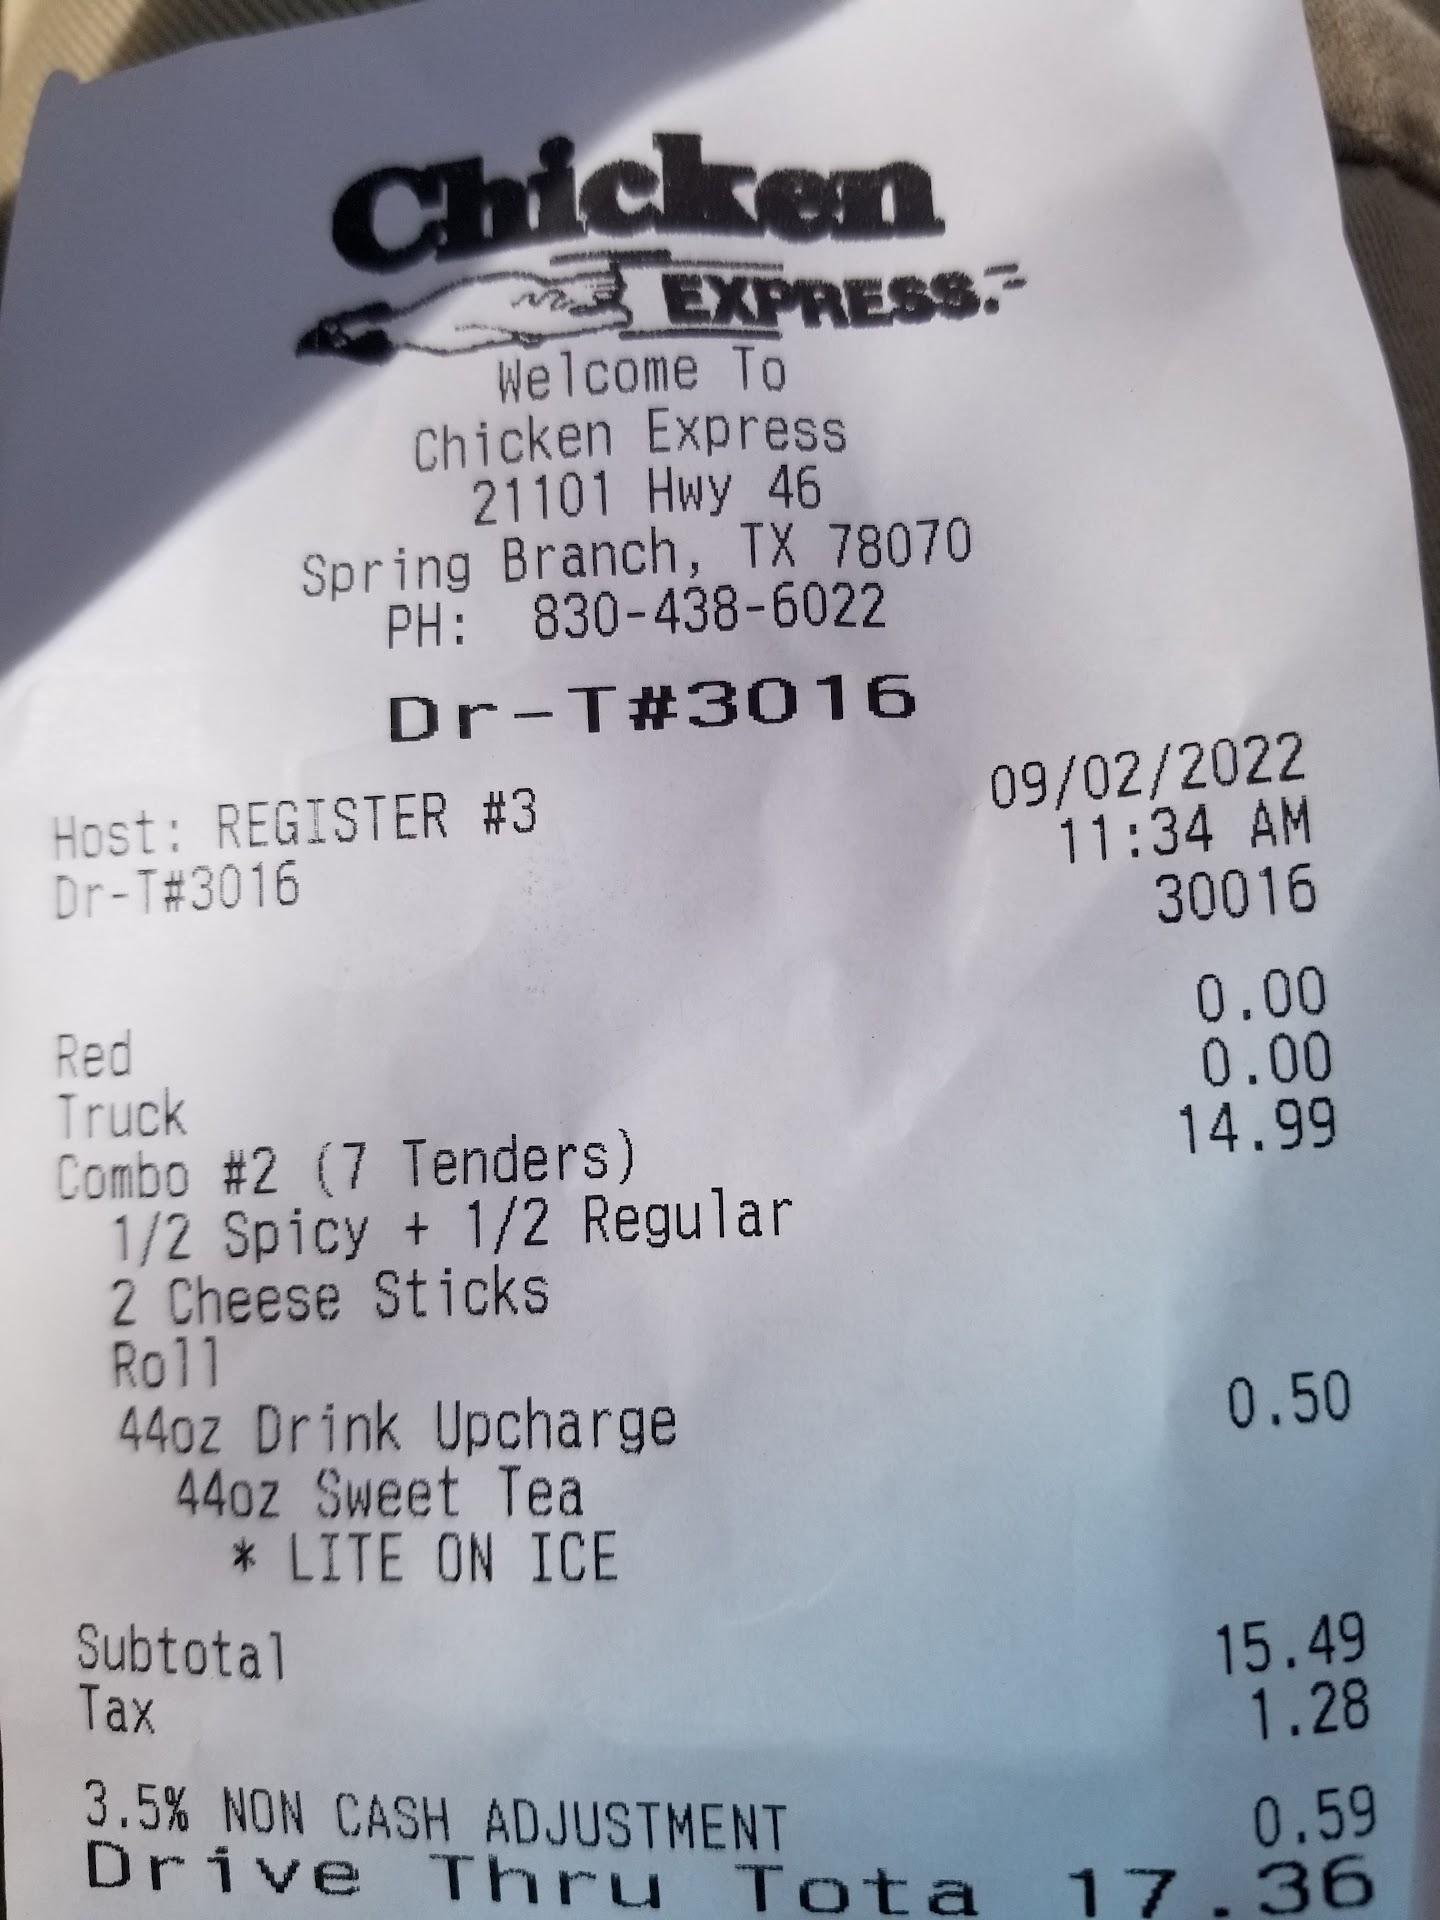 Chicken
EXPRESS.
Welcome To
Chicken Express
21101 Hwy 46
Spring Branch, TX 78070
PH: 830-438-6022
Dr-T#3016
09/02/2022
Host: REGISTER #3 11:34 AM
Dr-T#3016 30016
Red 0.00
Truck 0.00
Combo #2 (7 Tenders) 14.99
1/2 Spicy + 1/2 Regular
2 Cheese Sticks
Roll
44oz Drink Upcharge 0.50
44oz Sweet Tea
* LITE ON ICE
Subtotal 15.49
Tax 1.28
3.5% NON CASH ADJUSTMENT 0.59
Drive Thru Tota 17.36